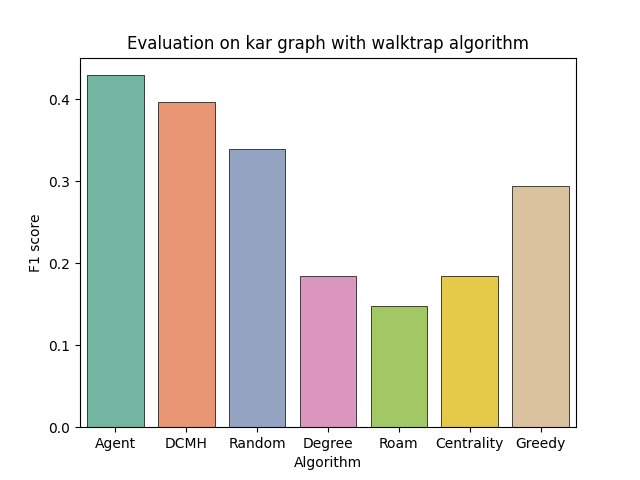 Evaluation on kar graph with walktrap algorithm
F1 score
0.4
0.3
0.2
0.1
0.0
Agent DCMH Random Degree Roam Centrality Greedy
Algorithm